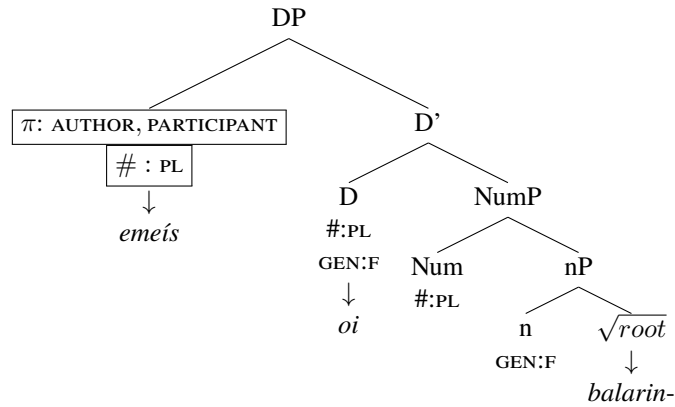 DP
π: AUTHOR, PARTICIPANT
# : PL
↓
emeís
D'
D
#:PL
GEN:F
↓
oi
NumP
Num
#:PL
nP
n
GEN:F
√root
↓
balarin-